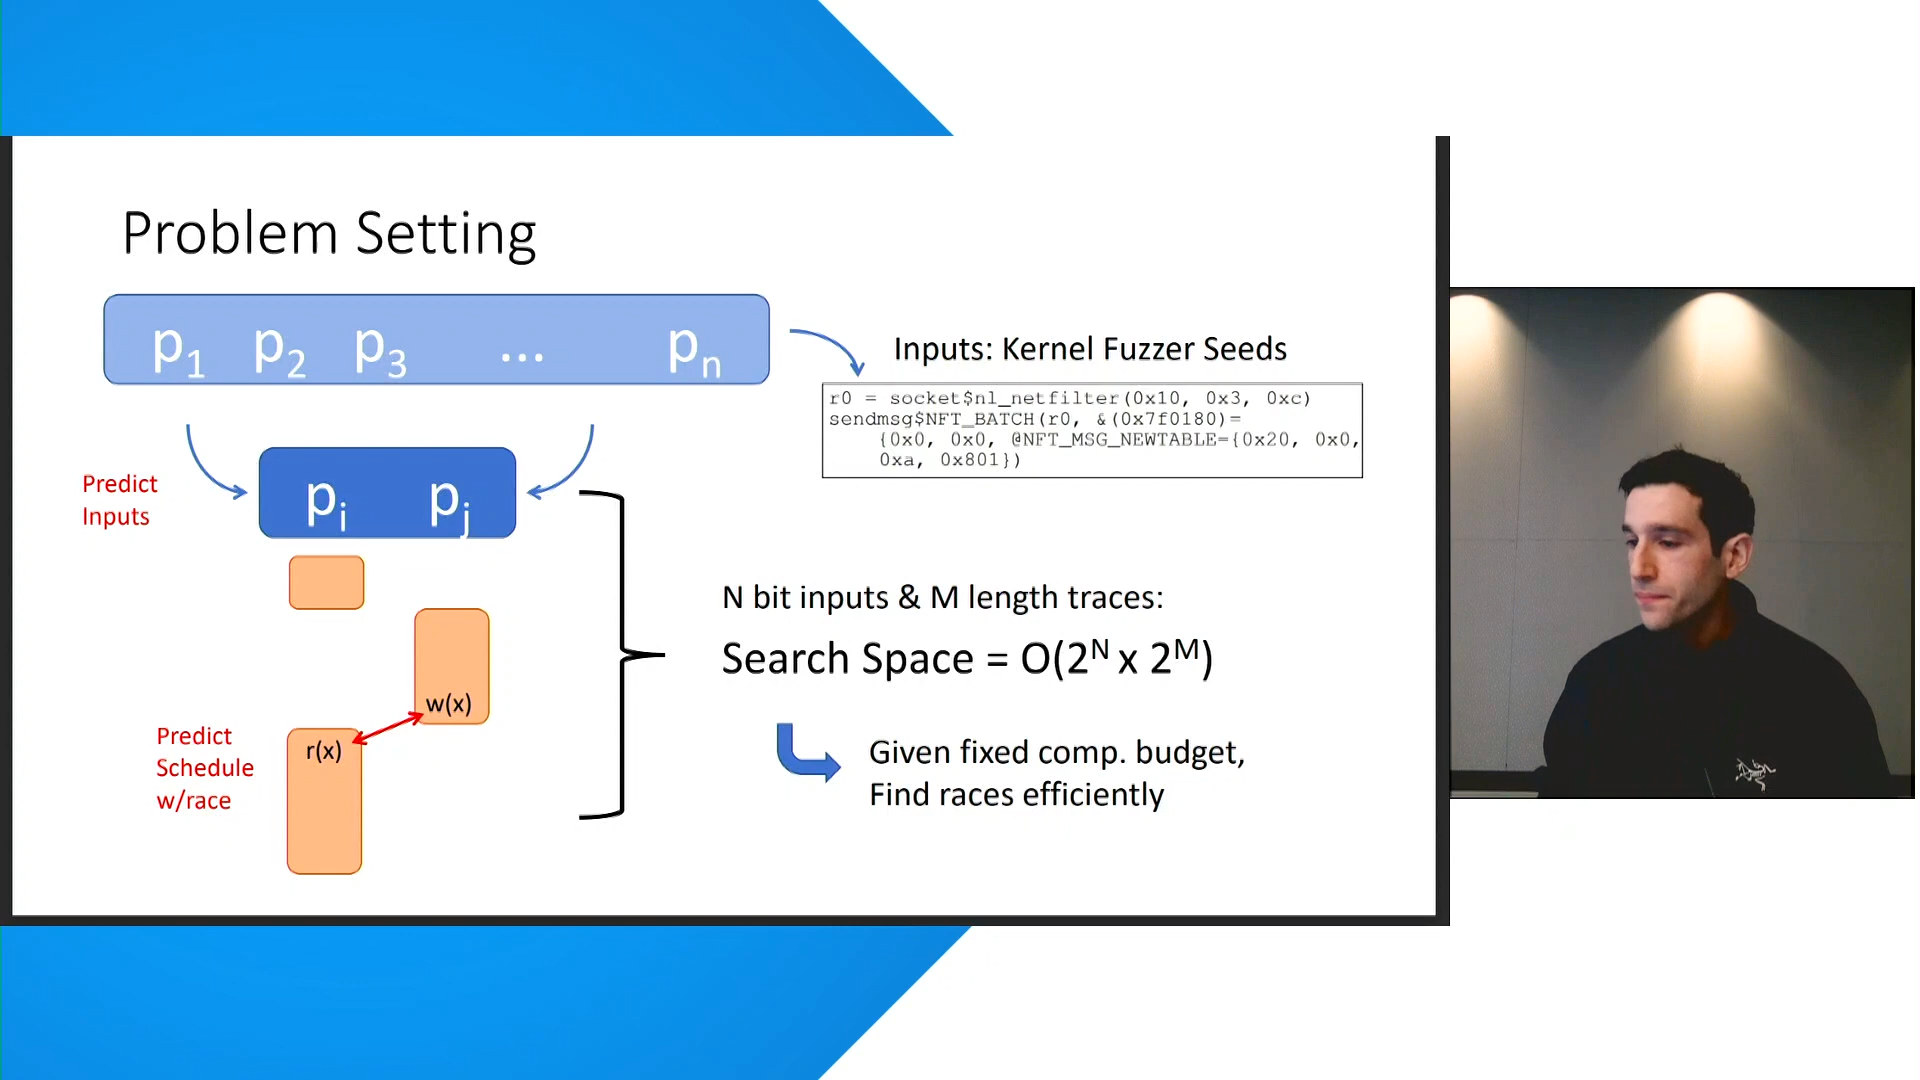 Problem Setting
p1 p2 p3 ... pn
Inputs: Kernel Fuzzer Seeds
r0 = socket$nl_netfilter(0x10, 0x3, 0xc)
sendmsg$NFT_BATCH(r0, &(0x7f0180)=
{0x0, 0x0, @NFT_MSG_NEWTABLE={0x20, 0x0,
0xa, 0x801})
Predict
Inputs
pi pj
N bit inputs & M length traces:
Search Space = O(2^N x 2^M)
w(x)
r(x)
Predict
Schedule
w/race
Given fixed comp. budget,
Find races efficiently